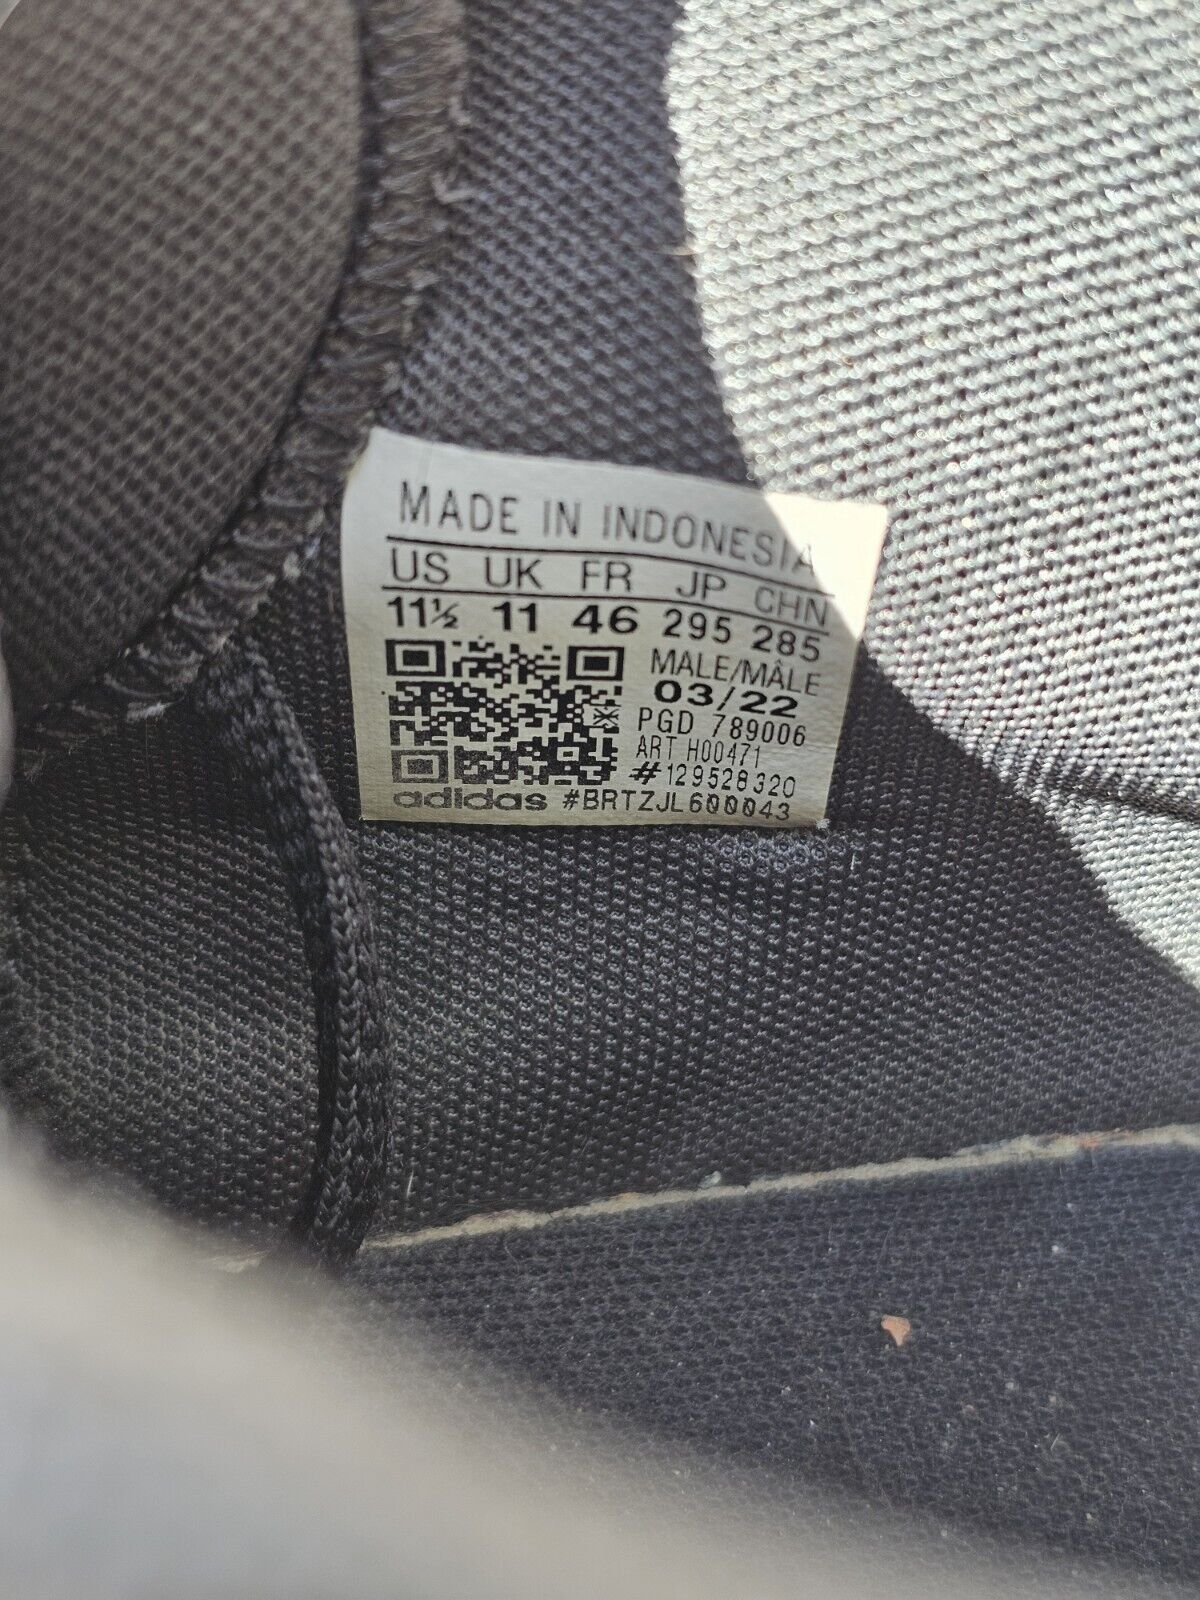 MADE IN INDONESIA
US UK FR JP CHN
11½ 11 46 295 285
MALE/MÂLE
03/22
PGD 789006
ART H00471
#129528320
adidas #BRTZJL600043